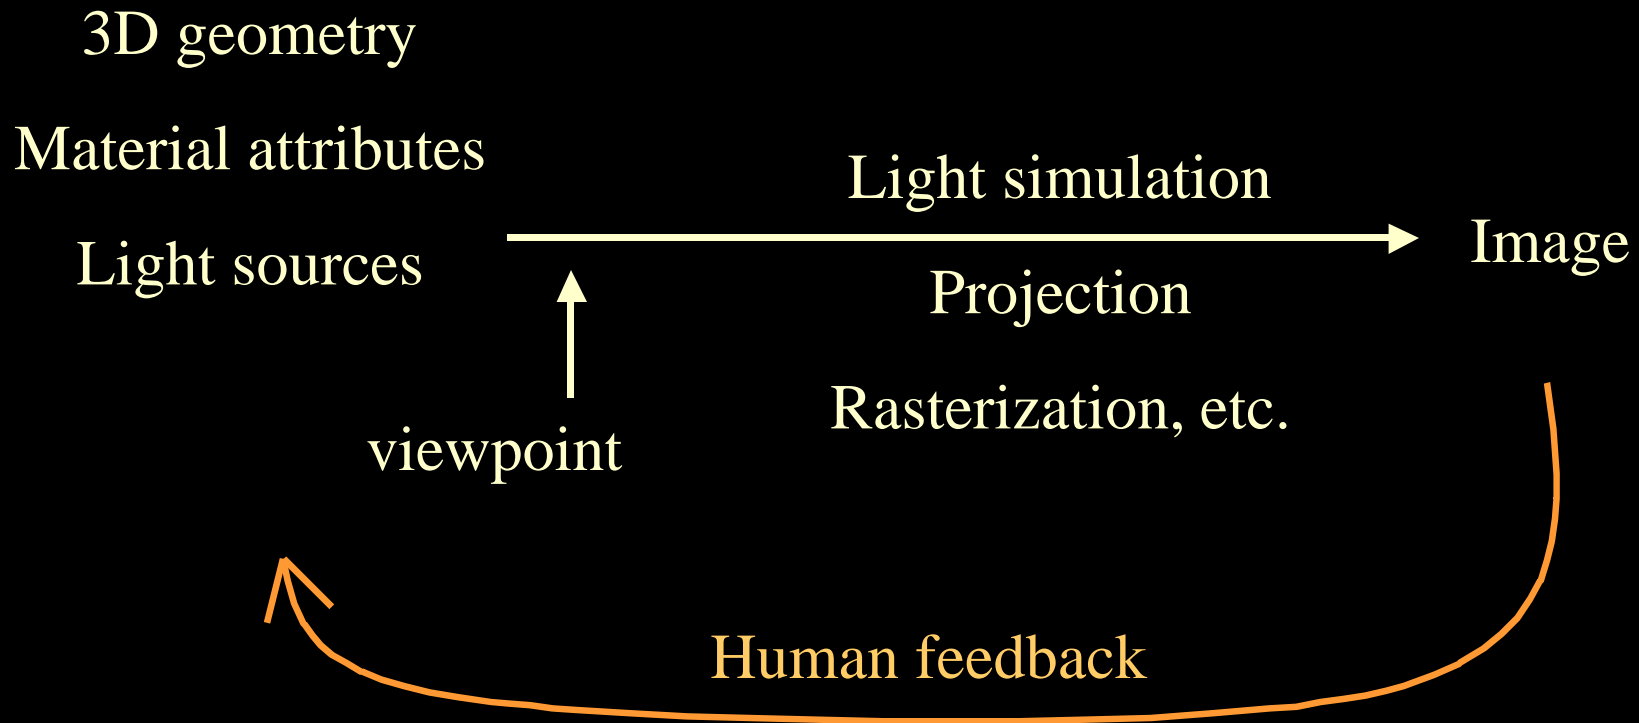 3D geometry
Material attributes
Light sources
viewpoint
Light simulation
Projection
Rasterization, etc.
Image
Human feedback